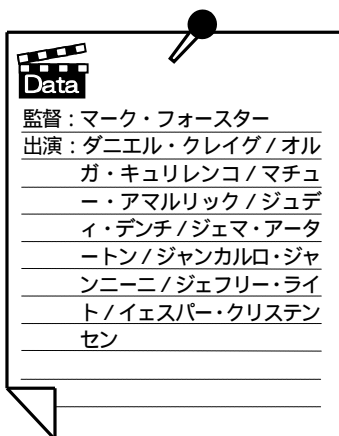 Data
監督：マーク・フォースター
出演：ダニエル・クレイグ/オル
ガ・キュリレンコ/マチュ
ー・アマルリック/ジュデ
ィ・デンチ/ジェマ・アータ
ートン/ジャンカルロ・ジャ
ンニーニ/ジェフリー・ライ
ト/イェスパー・クリステン
セン